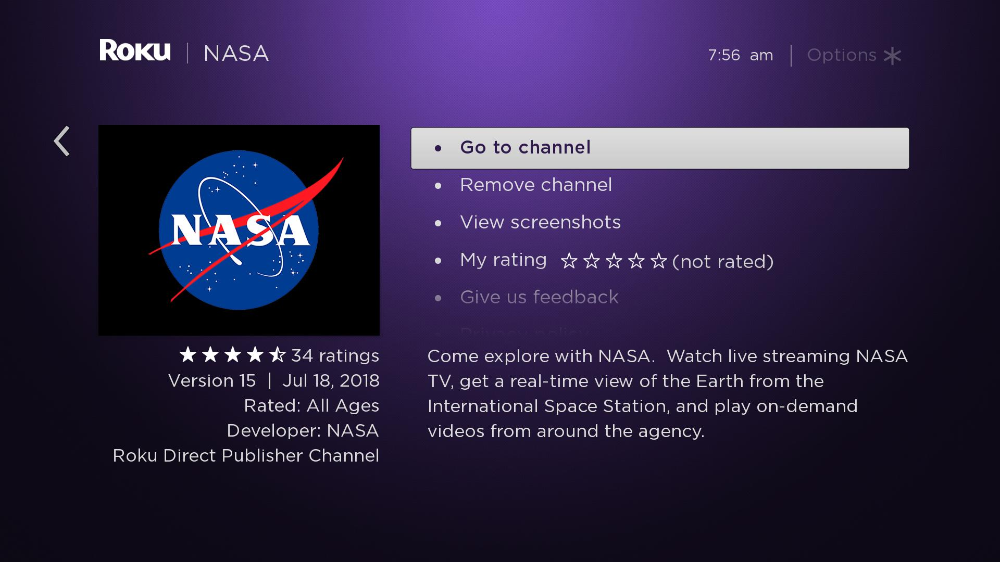 Roku | NASA
7:56 am | Options
NASA
• Go to channel
• Remove channel
• View screenshots
• My rating ☆☆☆☆☆ (not rated)
• Give us feedback
• Privacy policy
★★★★⯪ 34 ratings
Version 15 | Jul 18, 2018
Rated: All Ages
Developer: NASA
Roku Direct Publisher Channel
Come explore with NASA.  Watch live streaming NASA
TV, get a real-time view of the Earth from the
International Space Station, and play on-demand
videos from around the agency.